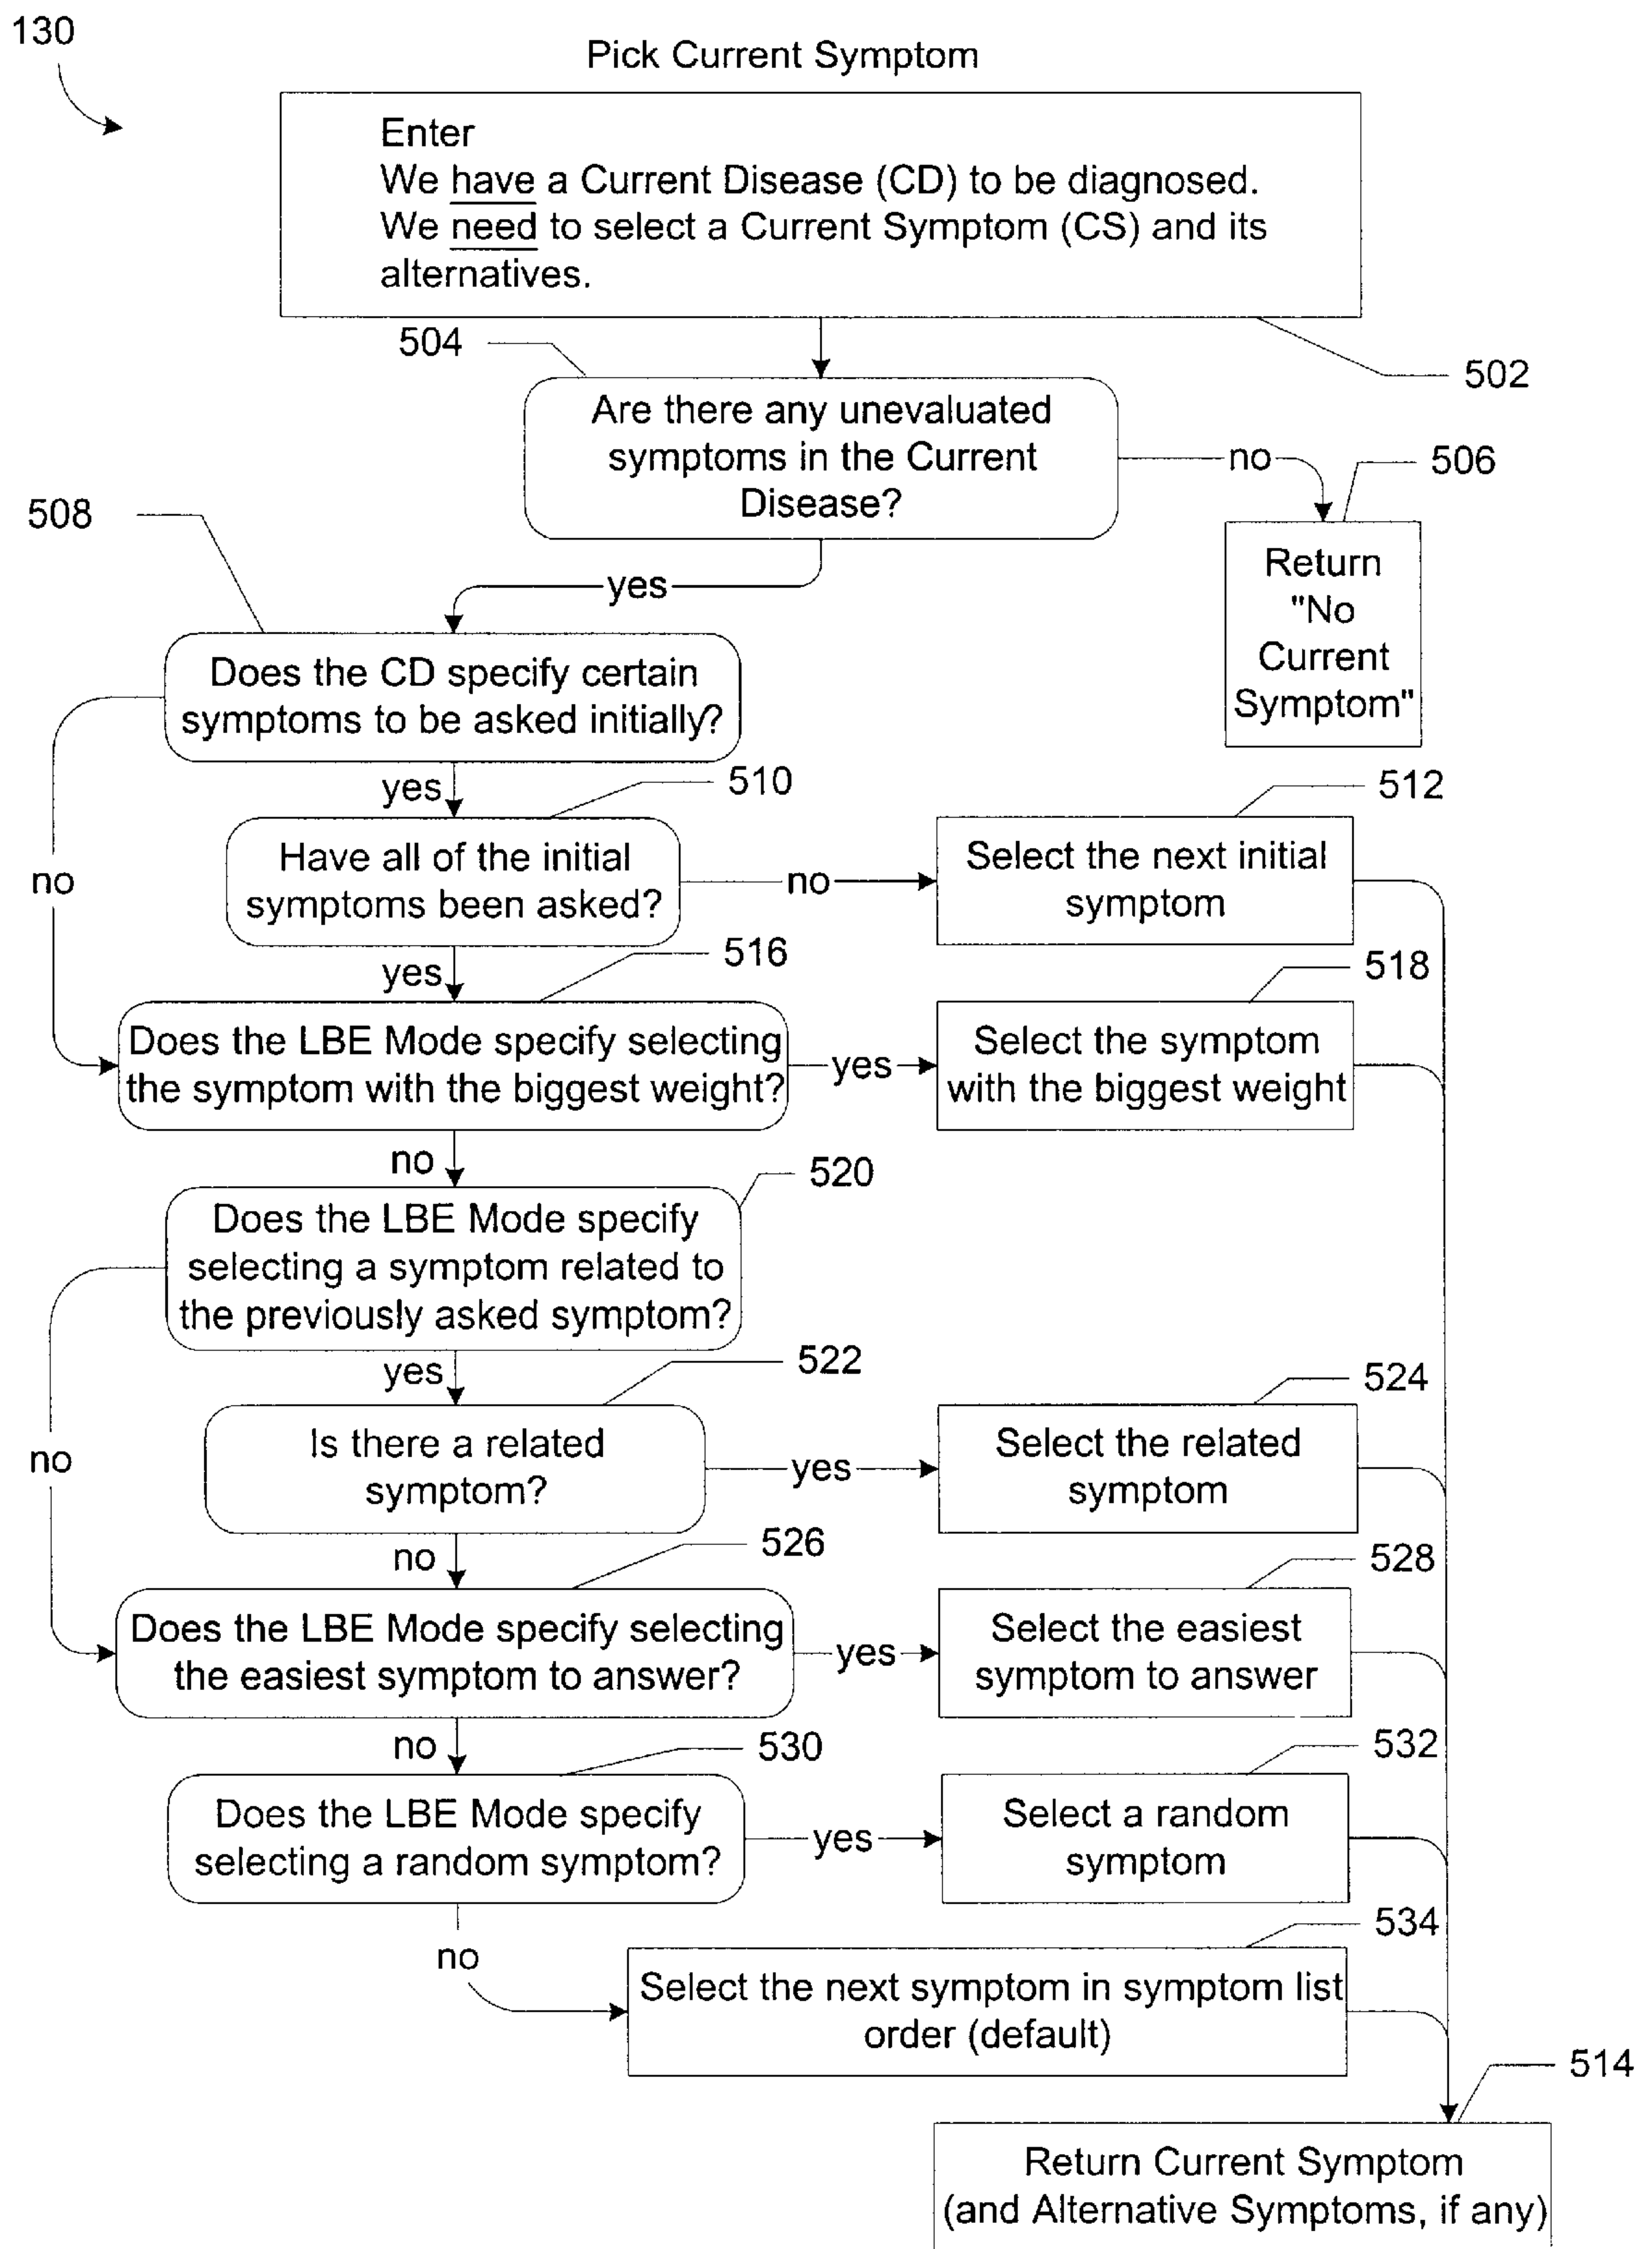 130
Pick Current Symptom
Enter
We have a Current Disease (CD) to be diagnosed.
We need to select a Current Symptom (CS) and its
alternatives.
504
502
Are there any unevaluated
symptoms in the Current
Disease?
no
506
Return
"No
Current
Symptom"
508
yes
Does the CD specify certain
symptoms to be asked initially?
yes
510
no
Have all of the initial
symptoms been asked?
no
512
Select the next initial
symptom
yes
516
518
Does the LBE Mode specify selecting
the symptom with the biggest weight?
yes
Select the symptom
with the biggest weight
no
520
Does the LBE Mode specify
selecting a symptom related to
the previously asked symptom?
yes
522
524
no
Is there a related
symptom?
yes
Select the related
symptom
no
526
528
Does the LBE Mode specify selecting
the easiest symptom to answer?
yes
Select the easiest
symptom to answer
no
530
532
Does the LBE Mode specify
selecting a random symptom?
yes
Select a random
symptom
no
534
Select the next symptom in symptom list
order (default)
514
Return Current Symptom
(and Alternative Symptoms, if any)